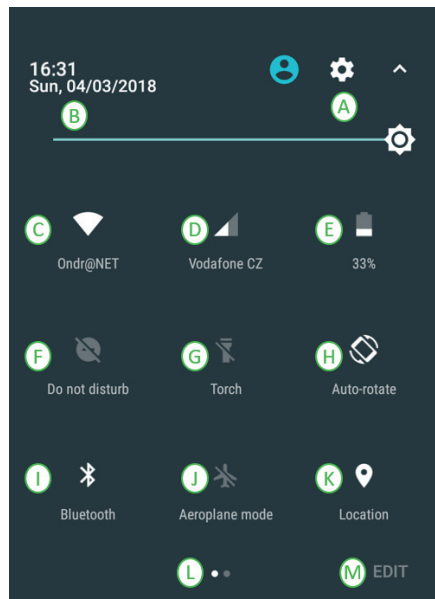 16:31
Sun, 04/03/2018
A
B
C
D
E
Ondr@NET
Vodafone CZ
33%
F
G
H
Do not disturb
Torch
Auto-rotate
I
J
K
Bluetooth
Aeroplane mode
Location
L
M
EDIT